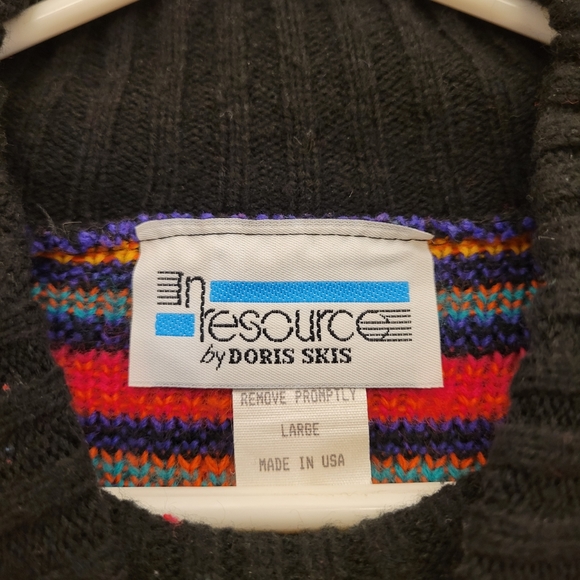 In
resource
by DORIS SKIS
REMOVE PROMPTLY
LARGE
MADE IN USA